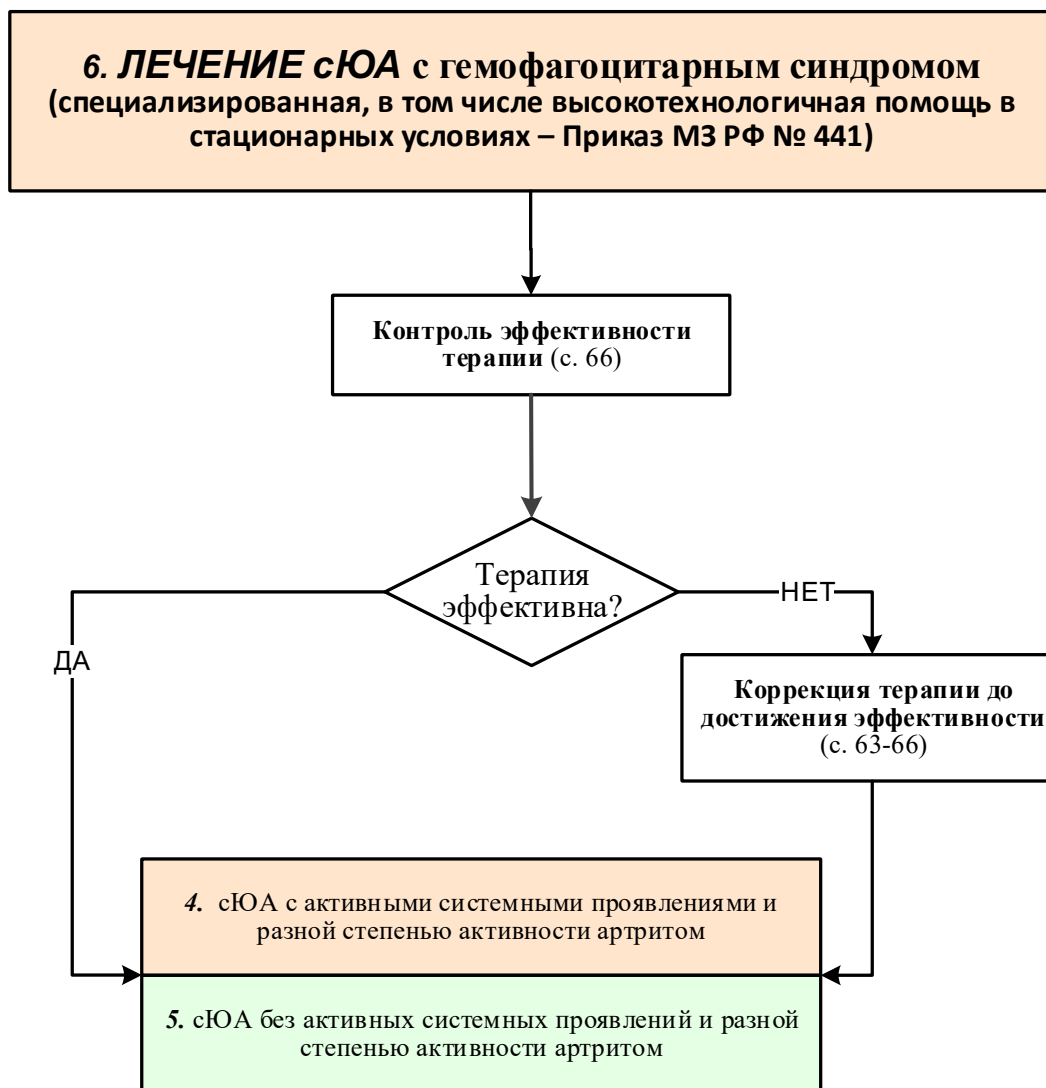 6. ЛЕЧЕНИЕ сЮА с гемофагоцитарным синдромом
(специализированная, в том числе высокотехнологичная помощь в
стационарных условиях – Приказ МЗ РФ № 441)
Контроль эффективности
терапии (с. 66)
Терапия
эффективна?
НЕТ
ДА
Коррекция терапии до
достижения эффективности
(с. 63-66)
4. сЮА с активными системными проявлениями и
разной степенью активности артритом
5. сЮА без активных системных проявлений и разной
степенью активности артритом